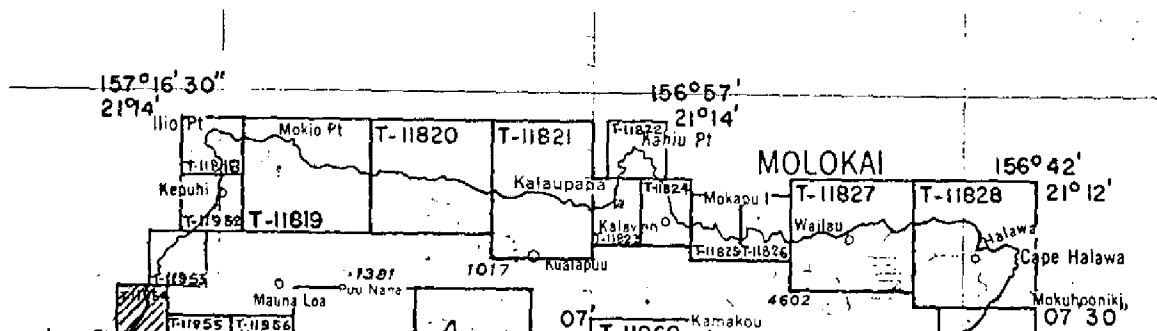 157°16'30"
21°14'
156°57'
21°14'
Ilio Pt
Mokio Pt
T-11820
T-11821
T-11822
Kahiu Pt
MOLOKAI
156°42'
21°12'
T-11818
Kepuhi
T-11952
T-11819
Kalaupapa
T-11824
Mokapu I
T-11827
T-11828
Kalawao
T-11823
T-11825
T-11826
Wailau
Halawa
Cape Halawa
T-11953
1381
Puu Nana
1017
Kualapuu
Mauna Loa
4602
Mokuhooniki
07'30"
T-11955
T-11956
07'
Kamakou